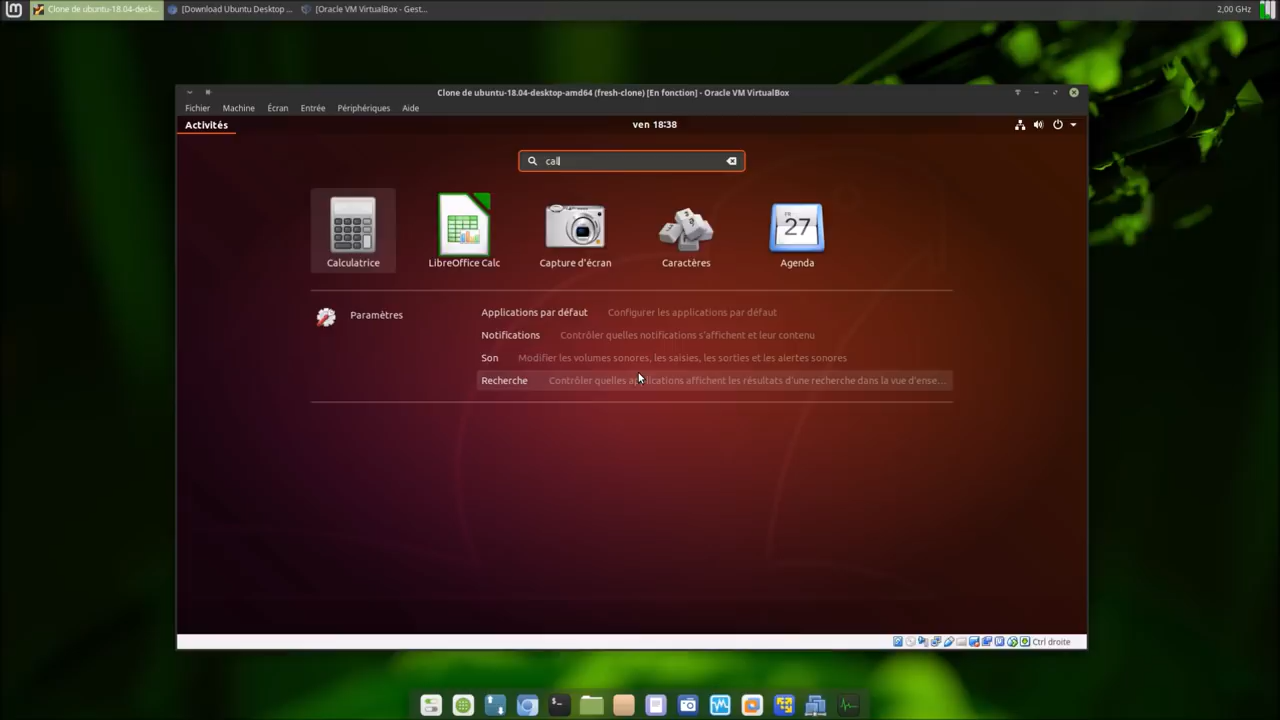 Clone de ubuntu-18.04-desk...
[Download Ubuntu Desktop ...
[Oracle VM VirtualBox - Gest...
2,00 GHz
Clone de ubuntu-18.04-desktop-amd64 (fresh-clone) [En fonction] - Oracle VM VirtualBox
Fichier Machine Écran Entrée Périphériques Aide
Activités
ven 18:38
cal
Calculatrice
LibreOffice Calc
Capture d'écran
Caractères
FRI
27
Agenda
Paramètres
Applications par défaut Configurer les applications par défaut
Notifications Contrôler quelles notifications s'affichent et leur contenu
Son Modifier les volumes sonores, les saisies, les sorties et les alertes sonores
Recherche Contrôler quelles applications affichent les résultats d'une recherche dans la vue d'ense...
Ctrl droite